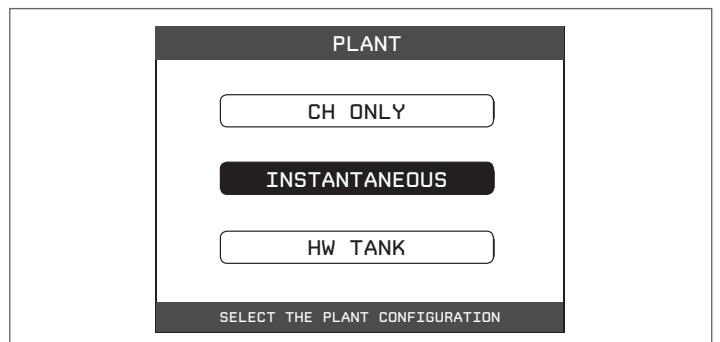 PLANT
CH ONLY
INSTANTANEOUS
HW TANK
SELECT THE PLANT CONFIGURATION